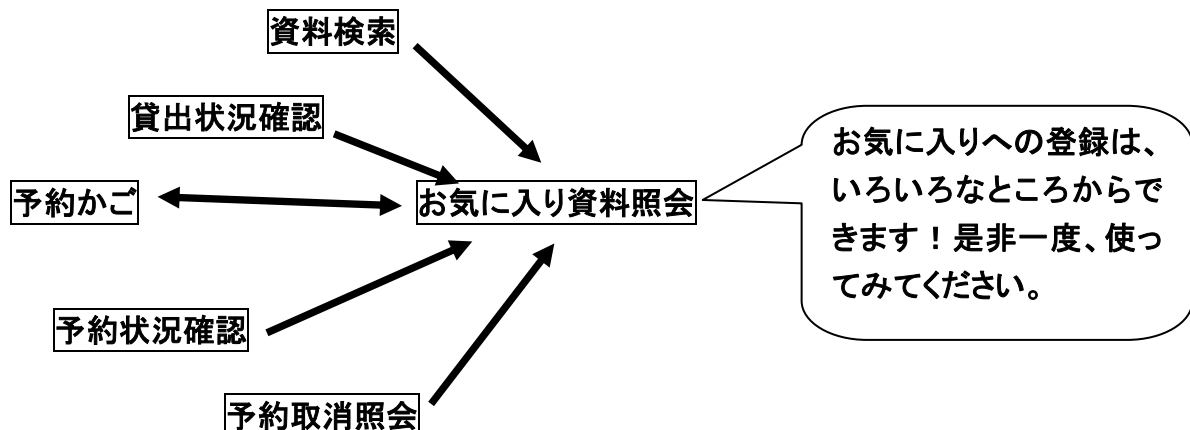 資料検索
貸出状況確認
予約かご
お気に入り資料照会
予約状況確認
予約取消照会
お気に入りへの登録は、
いろいろなところからで
きます！是非一度、使っ
てみてください。